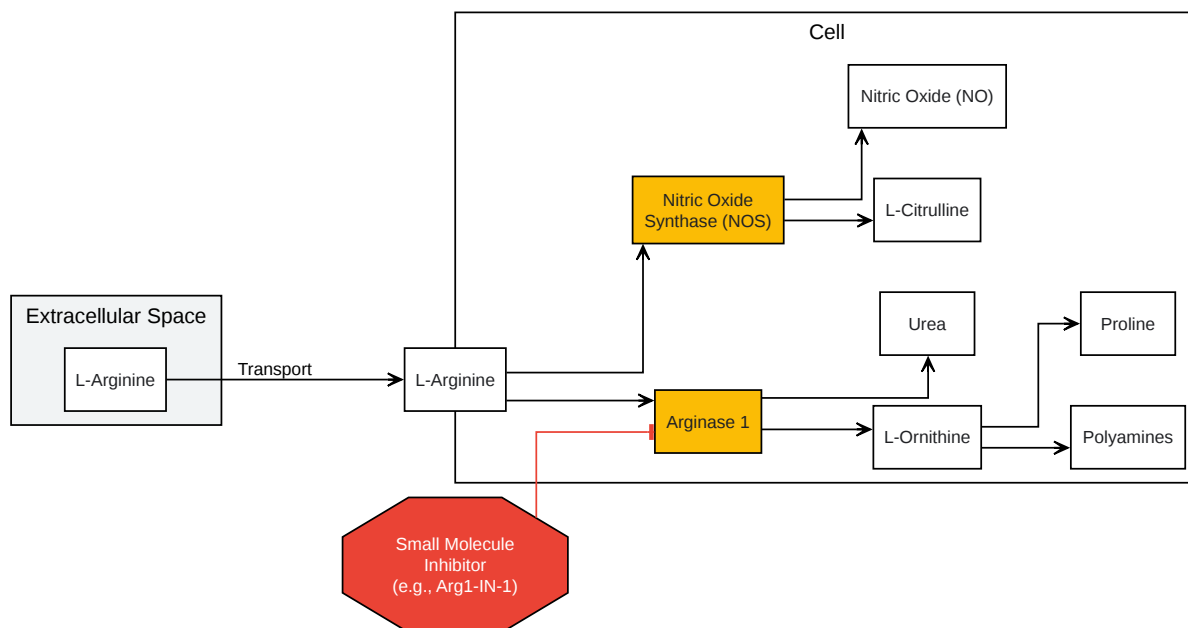 Cell
Nitric Oxide (NO)
Nitric Oxide
Synthase (NOS)
L-Citrulline
Extracellular Space
L-Arginine
Transport
L-Arginine
Urea
Proline
Arginase 1
L-Ornithine
Polyamines
Small Molecule
Inhibitor
(e.g., Arg1-IN-1)